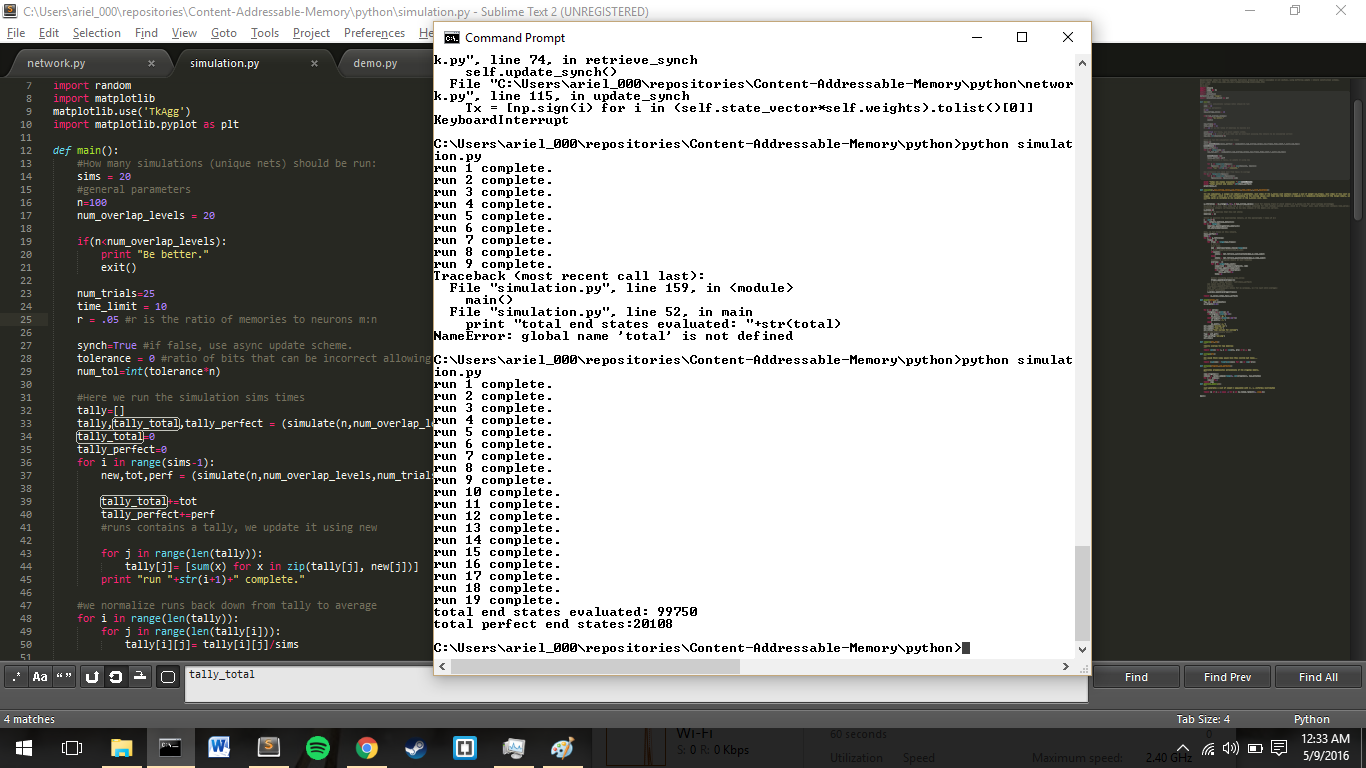 C:\Users\ariel_000\repositories\Content-Addressable-Memory\python\simulation.py - Sublime Text 2 (UNREGISTERED)
File Edit Selection Find View Goto Tools Project Preferences He
network.py × simulation.py × demo.py
7 import random
8 import matplotlib
9 matplotlib.use('TkAgg')
10 import matplotlib.pyplot as plt
11
12 def main():
13 #How many simulations (unique nets) should be run:
14 sims = 20
15 #general parameters
16 n=100
17 num_overlap_levels = 20
18
19 if(n<num_overlap_levels):
20 print "Be better."
21 exit()
22
23 num_trials=25
24 time_limit = 10
25 r = .05 #r is the ratio of memories to neurons m:n
26
27 synch=True #if false, use async update scheme.
28 tolerance = 0 #ratio of bits that can be incorrect allowing
29 num_tol=int(tolerance*n)
30
31 #Here we run the simulation sims times
32 tally=[]
33 tally,tally_total,tally_perfect = (simulate(n,num_overlap_l
34 tally_total=0
35 tally_perfect=0
36 for i in range(sims-1):
37 new,tot,perf = (simulate(n,num_overlap_levels,num_trials
38
39 tally_total+=tot
40 tally_perfect+=perf
41 #runs contains a tally, we update it using new
42
43 for j in range(len(tally)):
44 tally[j]= [sum(x) for x in zip(tally[j], new[j])]
45 print "run "+str(i+1)+" complete."
46
47 #we normalize runs back down from tally to average
48 for i in range(len(tally)):
49 for j in range(len(tally[i])):
50 tally[i][j]= tally[i][j]/sims
51
Command Prompt
k.py", line 74, in retrieve_synch
self.update_synch()
File "C:\Users\ariel_000\repositories\Content-Addressable-Memory\python\networ
k.py", line 115, in update_synch
Tx = [np.sign(i) for i in (self.state_vector*self.weights).tolist()[0]]
KeyboardInterrupt
C:\Users\ariel_000\repositories\Content-Addressable-Memory\python>python simulat
ion.py
run 1 complete.
run 2 complete.
run 3 complete.
run 4 complete.
run 5 complete.
run 6 complete.
run 7 complete.
run 8 complete.
run 9 complete.
Traceback (most recent call last):
File "simulation.py", line 159, in <module>
main()
File "simulation.py", line 52, in main
print "total end states evaluated: "+str(total)
NameError: global name 'total' is not defined
C:\Users\ariel_000\repositories\Content-Addressable-Memory\python>python simulat
ion.py
run 1 complete.
run 2 complete.
run 3 complete.
run 4 complete.
run 5 complete.
run 6 complete.
run 7 complete.
run 8 complete.
run 9 complete.
run 10 complete.
run 11 complete.
run 12 complete.
run 13 complete.
run 14 complete.
run 15 complete.
run 16 complete.
run 17 complete.
run 18 complete.
run 19 complete.
total end states evaluated: 99750
total perfect end states:20108
C:\Users\ariel_000\repositories\Content-Addressable-Memory\python>
.* Aa “” tally_total Find Find Prev Find All
4 matches Tab Size: 4 Python
Wi-Fi
S: 0 R: 0 Kbps
60 seconds 0
Utilization Speed Maximum speed: 2.40 GHz
12:33 AM
5/9/2016